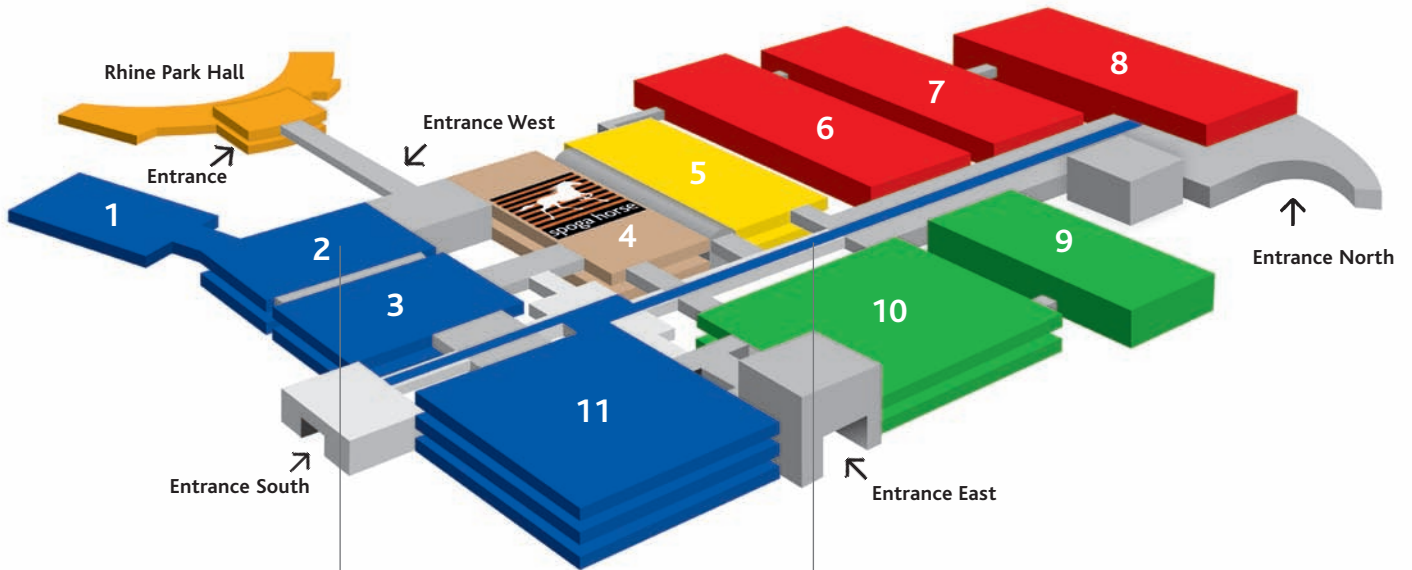 8
Rhine Park Hall
7
Entrance West
6
Entrance
5
1
spoga horse
4
2
9
Entrance North
3
10
11
Entrance South
Entrance East